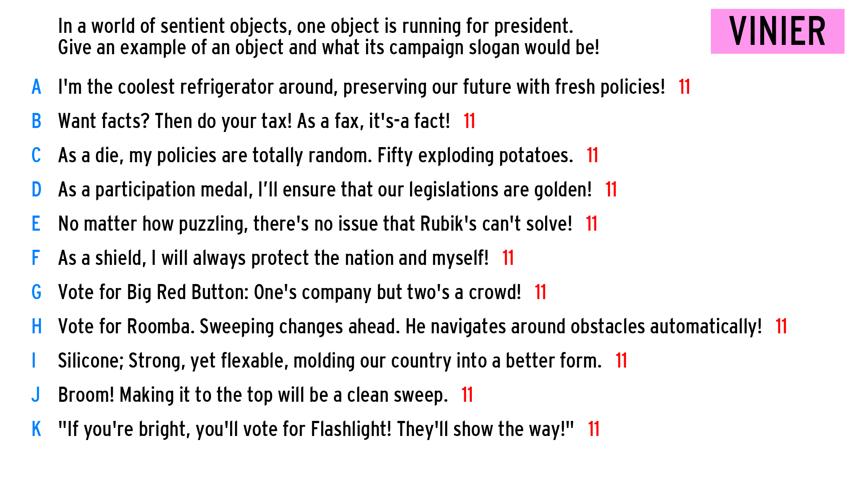 In a world of sentient objects, one object is running for president.
Give an example of an object and what its campaign slogan would be!
VINIER
A I'm the coolest refrigerator around, preserving our future with fresh policies! 11
B Want facts? Then do your tax! As a fax, it's-a fact! 11
C As a die, my policies are totally random. Fifty exploding potatoes. 11
D As a participation medal, I'll ensure that our legislations are golden! 11
E No matter how puzzling, there's no issue that Rubik's can't solve! 11
F As a shield, I will always protect the nation and myself! 11
G Vote for Big Red Button: One's company but two's a crowd! 11
H Vote for Roomba. Sweeping changes ahead. He navigates around obstacles automatically! 11
I Silicone; Strong, yet flexable, molding our country into a better form. 11
J Broom! Making it to the top will be a clean sweep. 11
K "If you're bright, you'll vote for Flashlight! They'll show the way!" 11